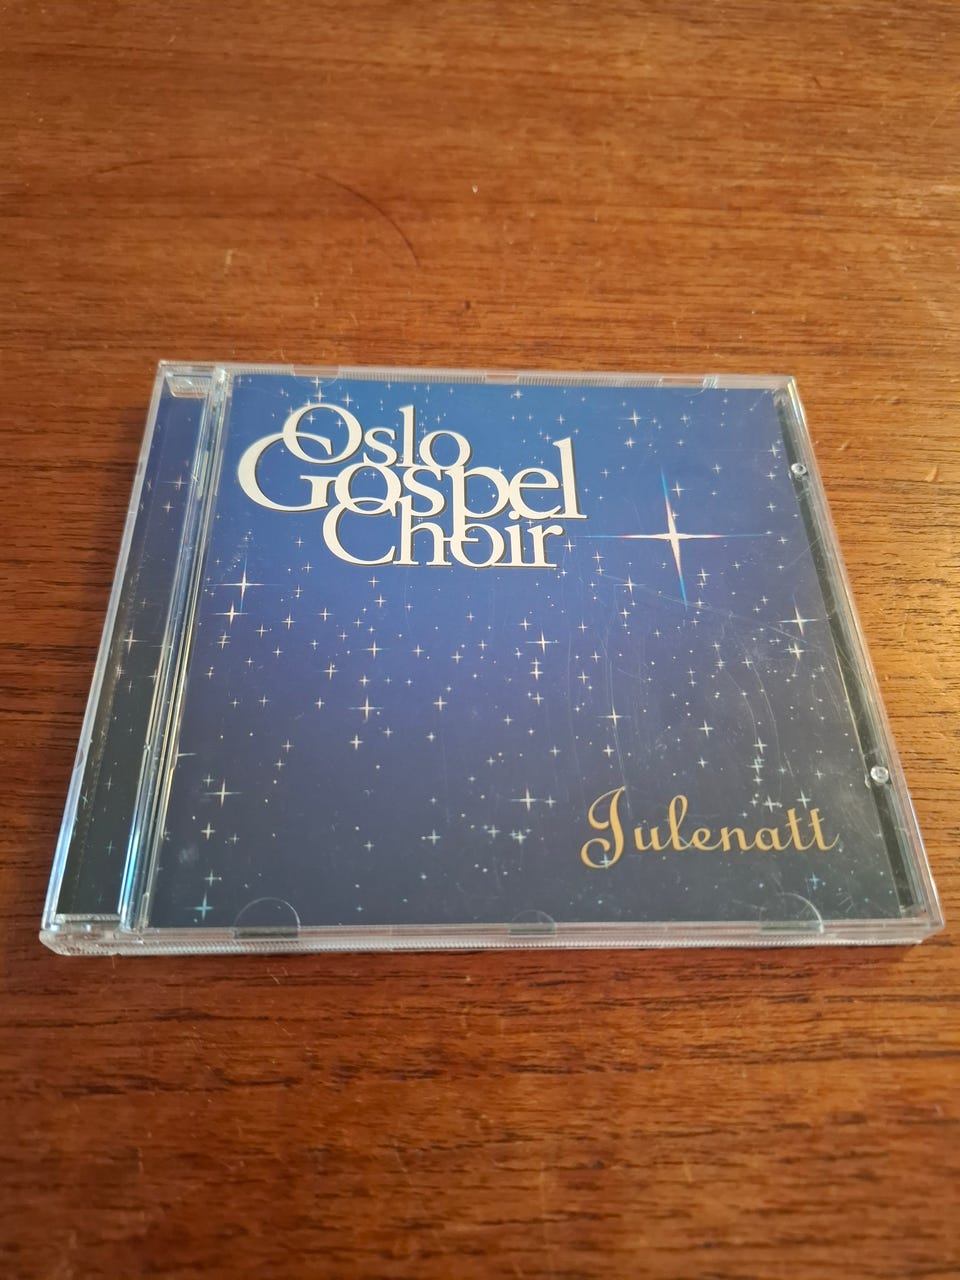 Oslo
Gospel
Choir
Julenatt